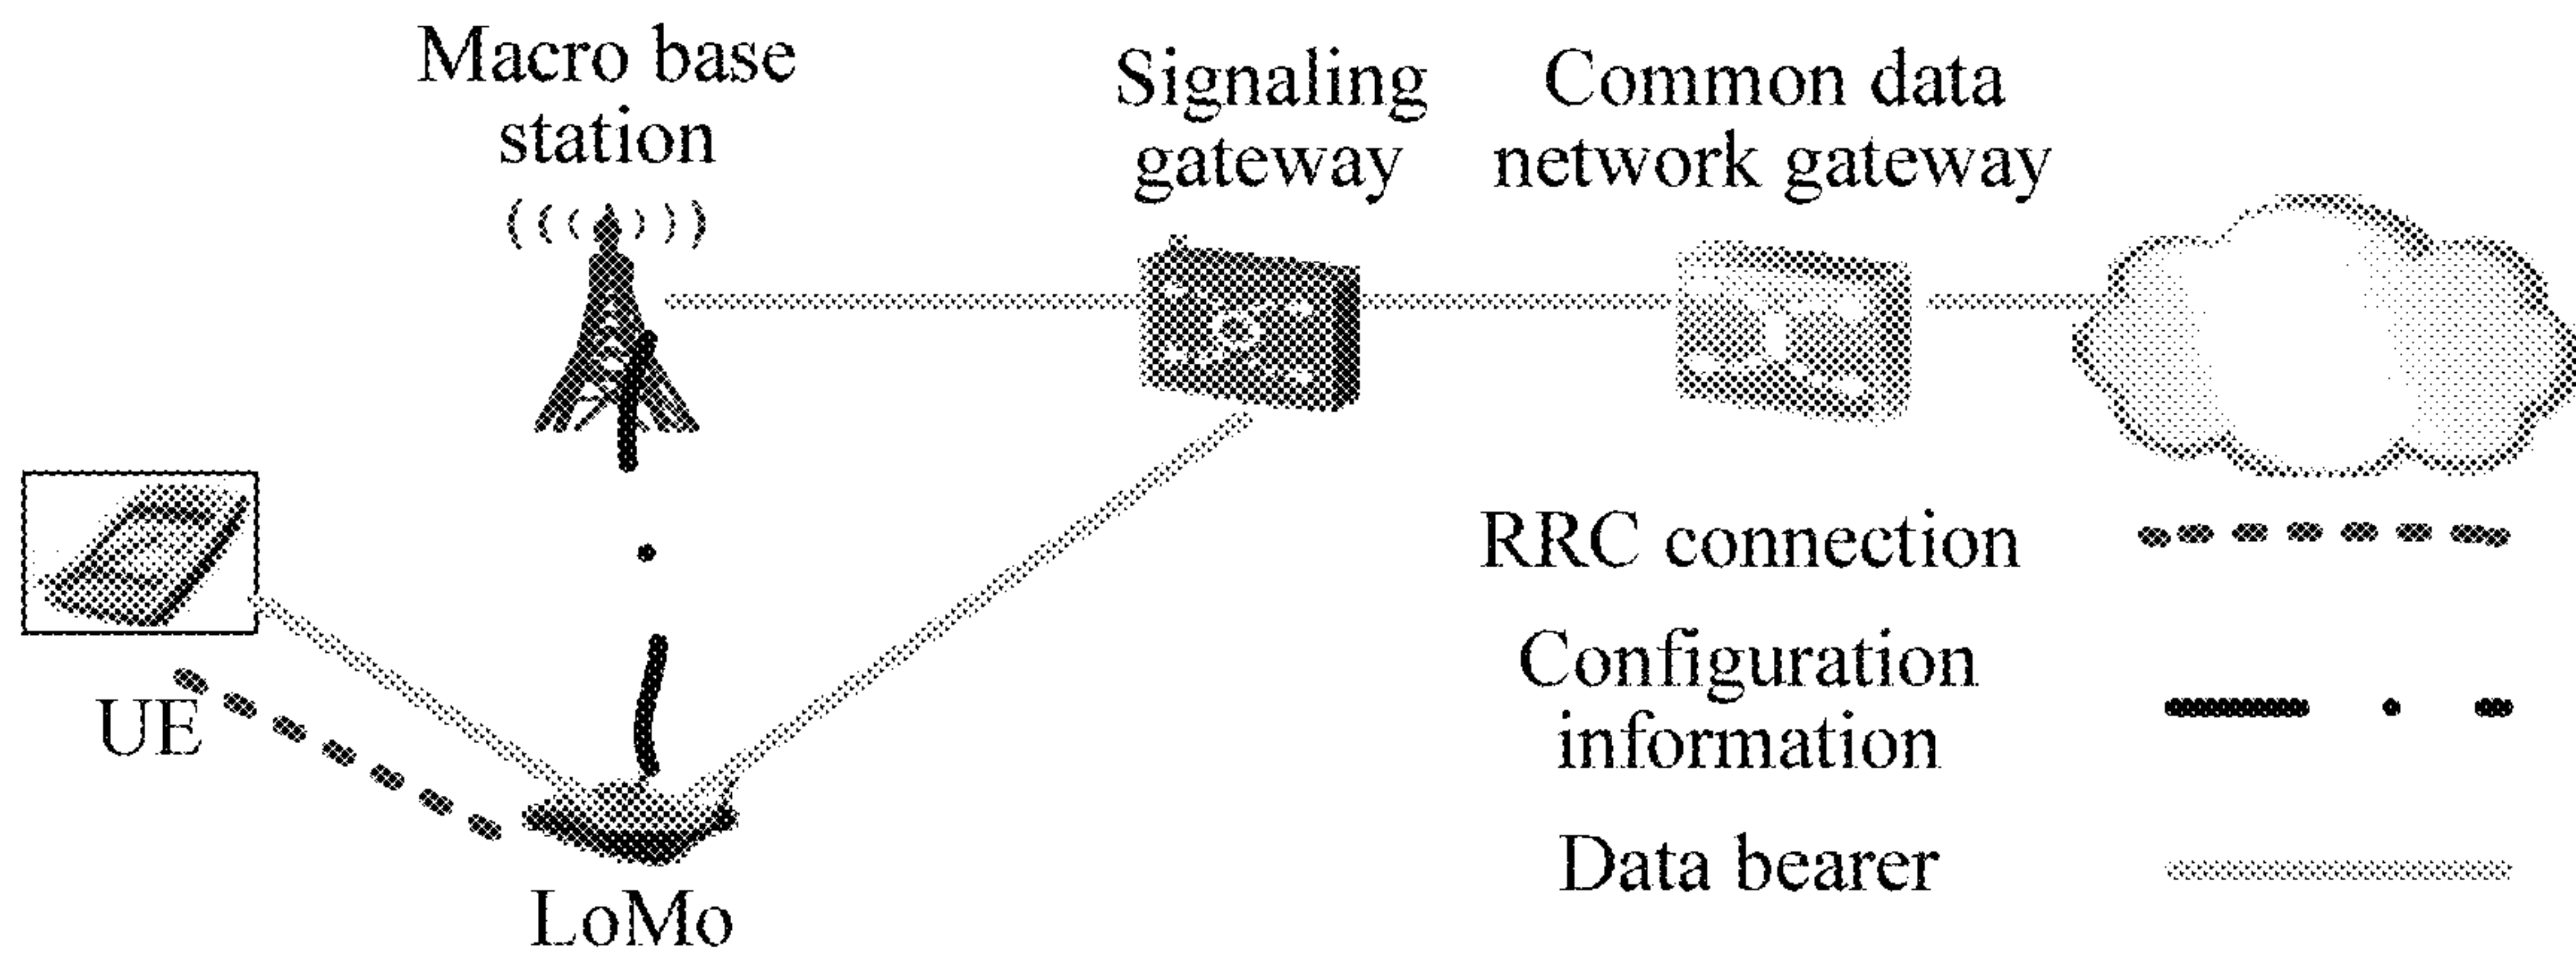 Macro base
station
Signaling
gateway
Common data
network gateway
UE
LoMo
RRC connection
Configuration
information
Data bearer